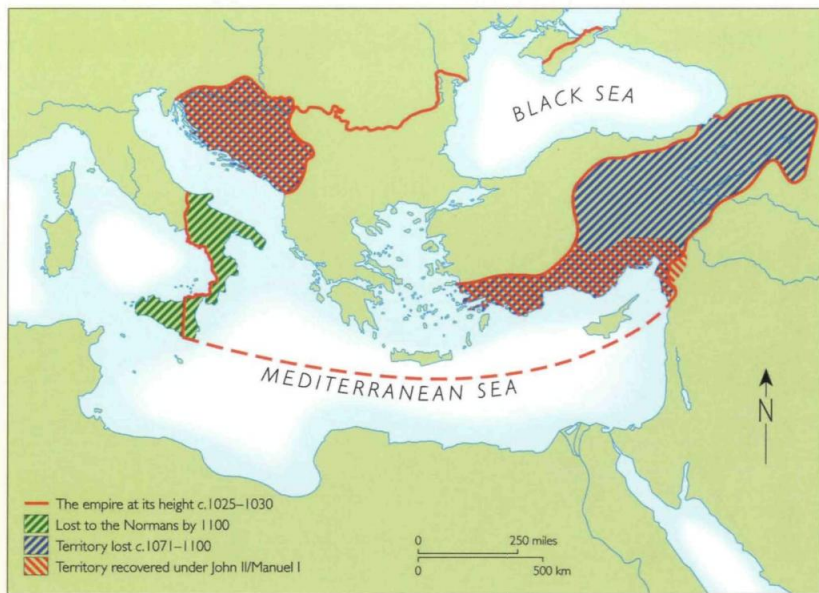 BLACK SEA
MEDITERRANEAN SEA
N
The empire at its height c.1025–1030
Lost to the Normans by 1100
Territory lost c.1071–1100
Territory recovered under John II/Manuel I
0 250 miles
0 500 km